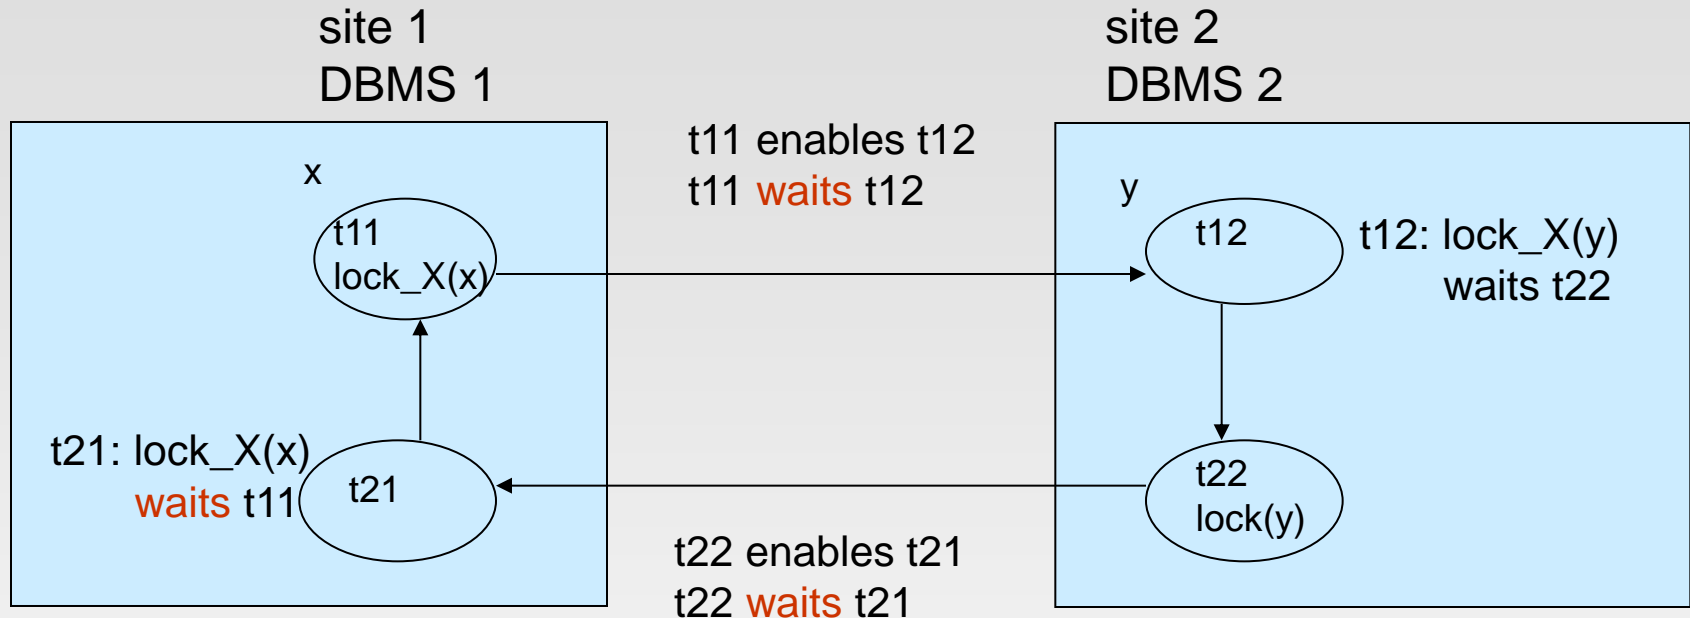 site 1
DBMS 1
site 2
DBMS 2
t11 enables t12
t11 waits t12
x
t11
lock_X(x)
y
t12
t12: lock_X(y)
waits t22
t21: lock_X(x)
waits t11
t21
t22
lock(y)
t22 enables t21
t22 waits t21